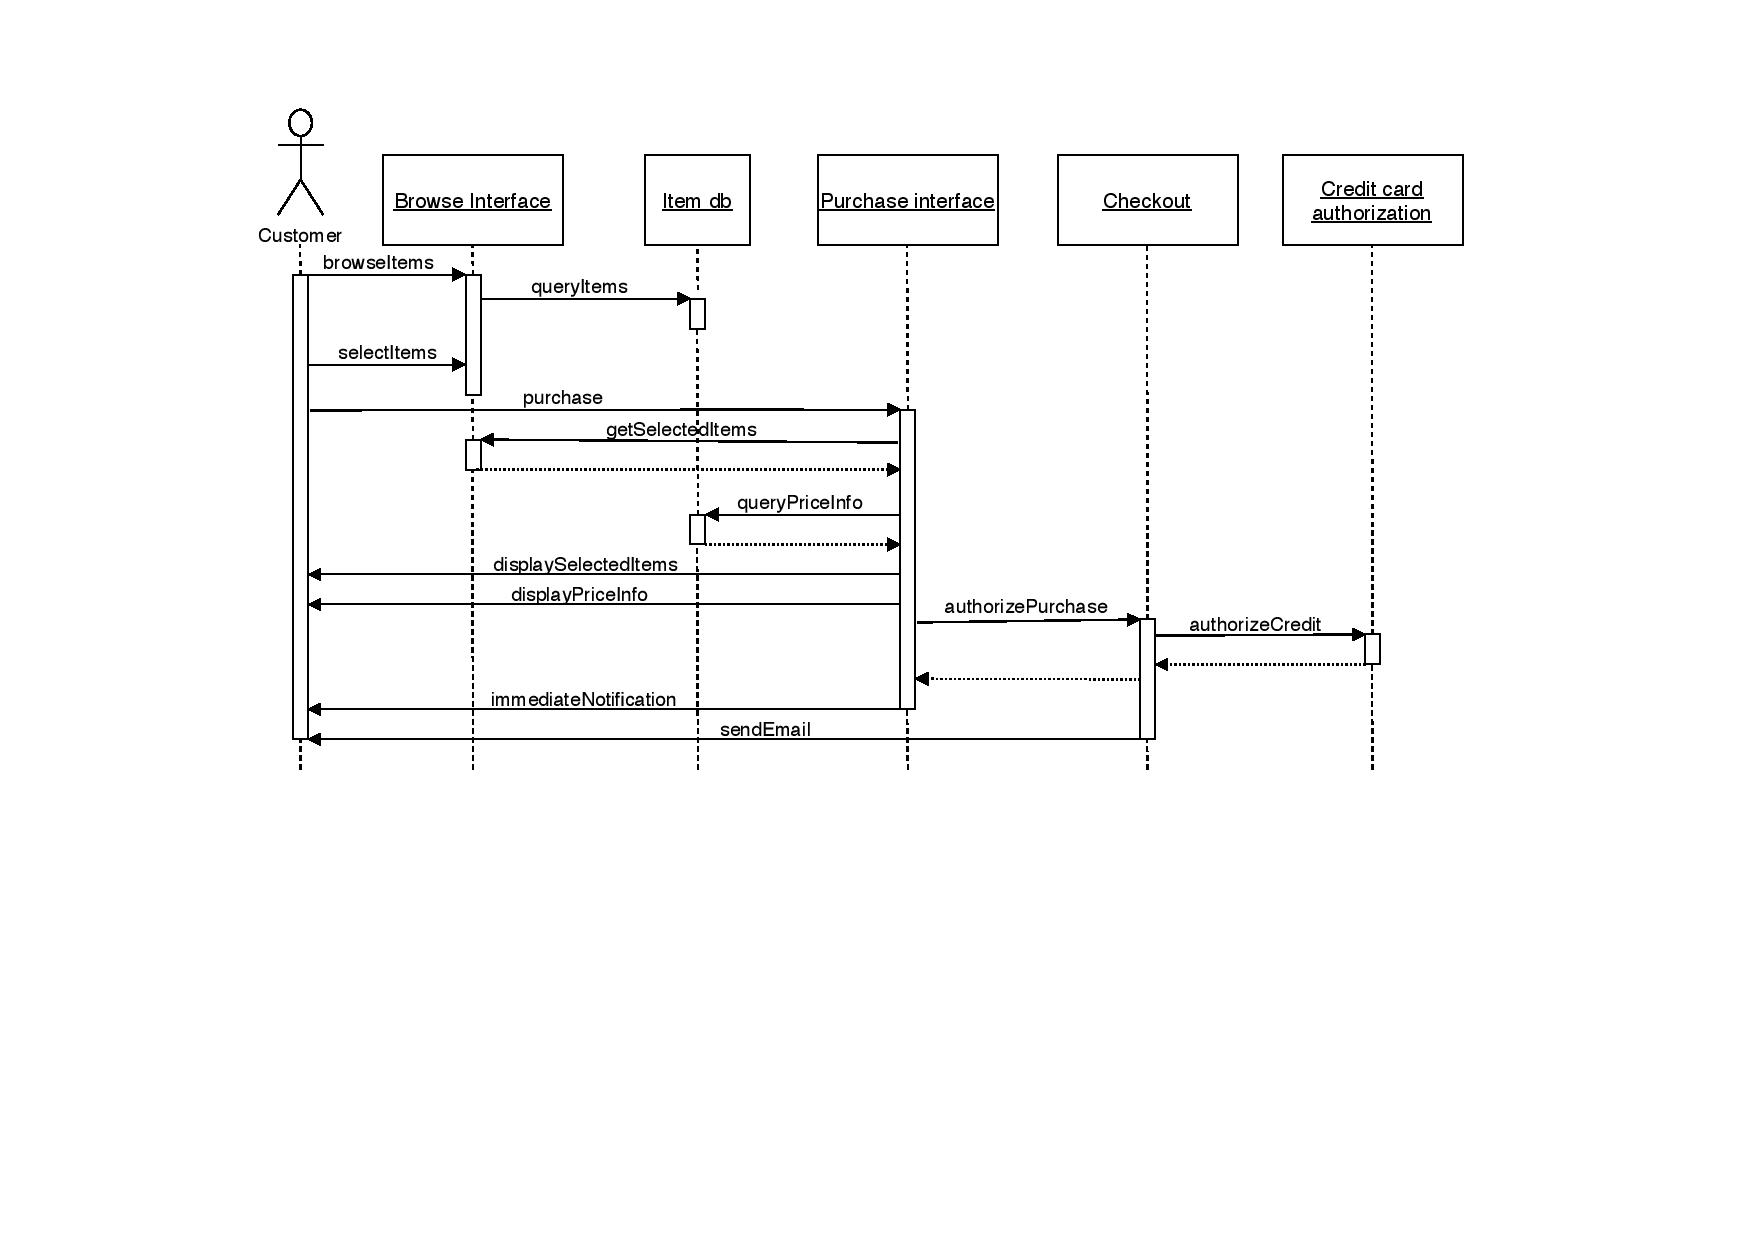 Customer
Browse Interface
Item db
Purchase interface
Checkout
Credit card
authorization
browseItems
queryItems
selectItems
purchase
getSelectedItems
queryPriceInfo
displaySelectedItems
displayPriceInfo
authorizePurchase
authorizeCredit
immediateNotification
sendEmail